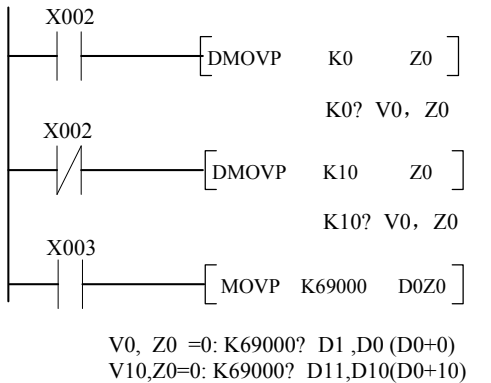 X002
DMOVP K0 Z0
K0? V0，Z0
X002
DMOVP K10 Z0
K10? V0，Z0
X003
MOVP K69000 D0Z0
V0, Z0 =0: K69000? D1 ,D0 (D0+0)
V10,Z0=0: K69000? D11,D10(D0+10)